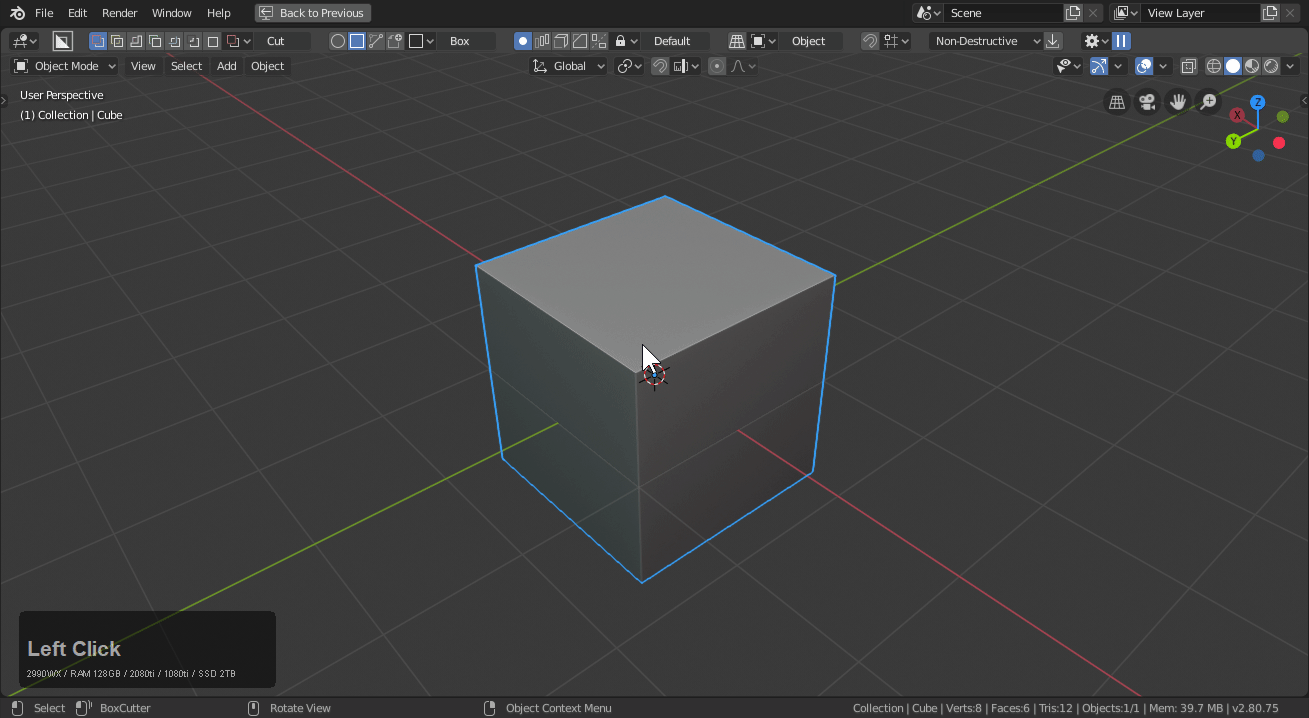 File Edit Render Window Help Back to Previous Scene View Layer
Cut Box Default Object Non-Destructive
Object Mode View Select Add Object Global
User Perspective
(1) Collection | Cube
Z
X
Y
Left Click
2990WX / RAM 128GB / 2080ti / 1080ti / SSD 2TB
Select BoxCutter Rotate View Object Context Menu Collection | Cube | Verts:8 | Faces:6 | Tris:12 | Objects:1/1 | Mem: 39.7 MB | v2.80.75